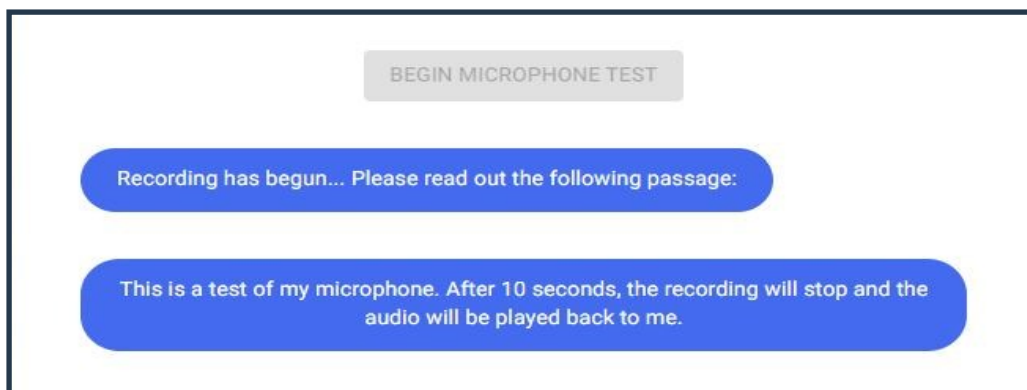 BEGIN MICROPHONE TEST
Recording has begun... Please read out the following passage:
This is a test of my microphone. After 10 seconds, the recording will stop and the
audio will be played back to me.